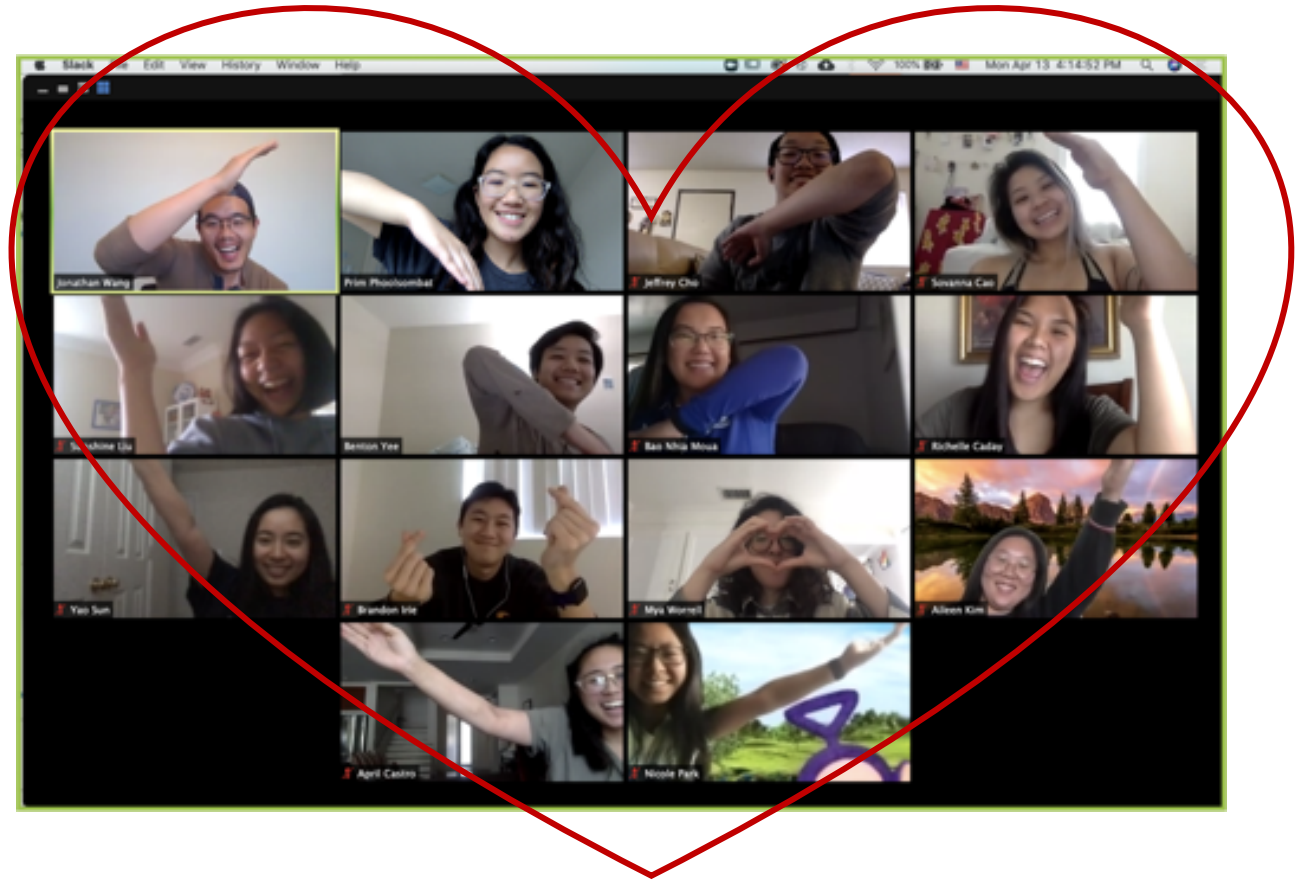 Slack File Edit View History Window Help 100% Mon Apr 13 4:14:52 PM
Jonathan Wang
Prim Phoolsombat
Jeffrey Cho
Sovanna Cao
Sunshine Liu
Benton Yee
Bao Nhia Moua
Richelle Caday
Yao Sun
Brandon Irie
Mya Worrell
Aileen Kim
April Castro
Nicole Park